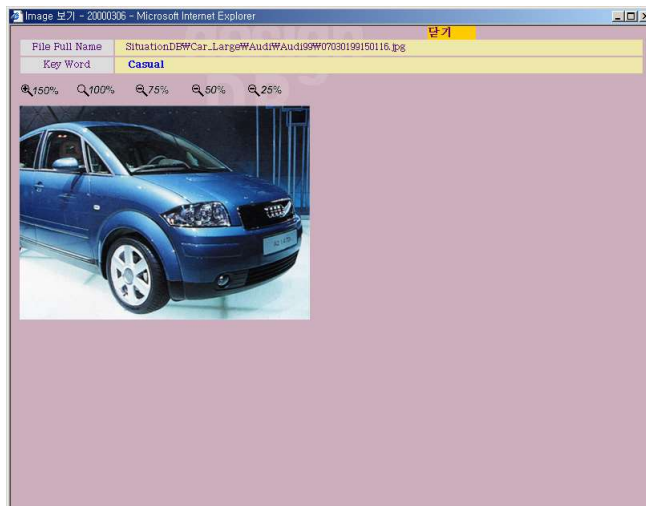 Image 보기 - 20000306 - Microsoft Internet Explorer
닫기
File Full Name SituationDB₩Car_Large₩Audi₩Audi99₩07030199150116.jpg
Key Word Casual
150% 100% 75% 50% 25%